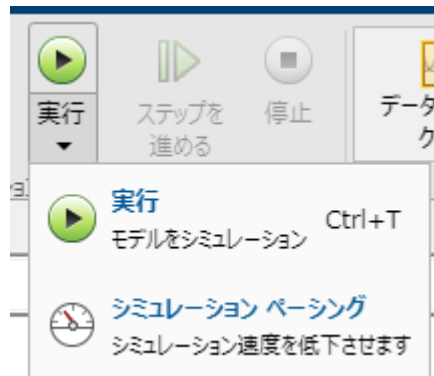 実行
ステップを
進める
停止
データ
ク
実行
モデルをシミュレーション
Ctrl+T
シミュレーション ペーシング
シミュレーション速度を低下させます